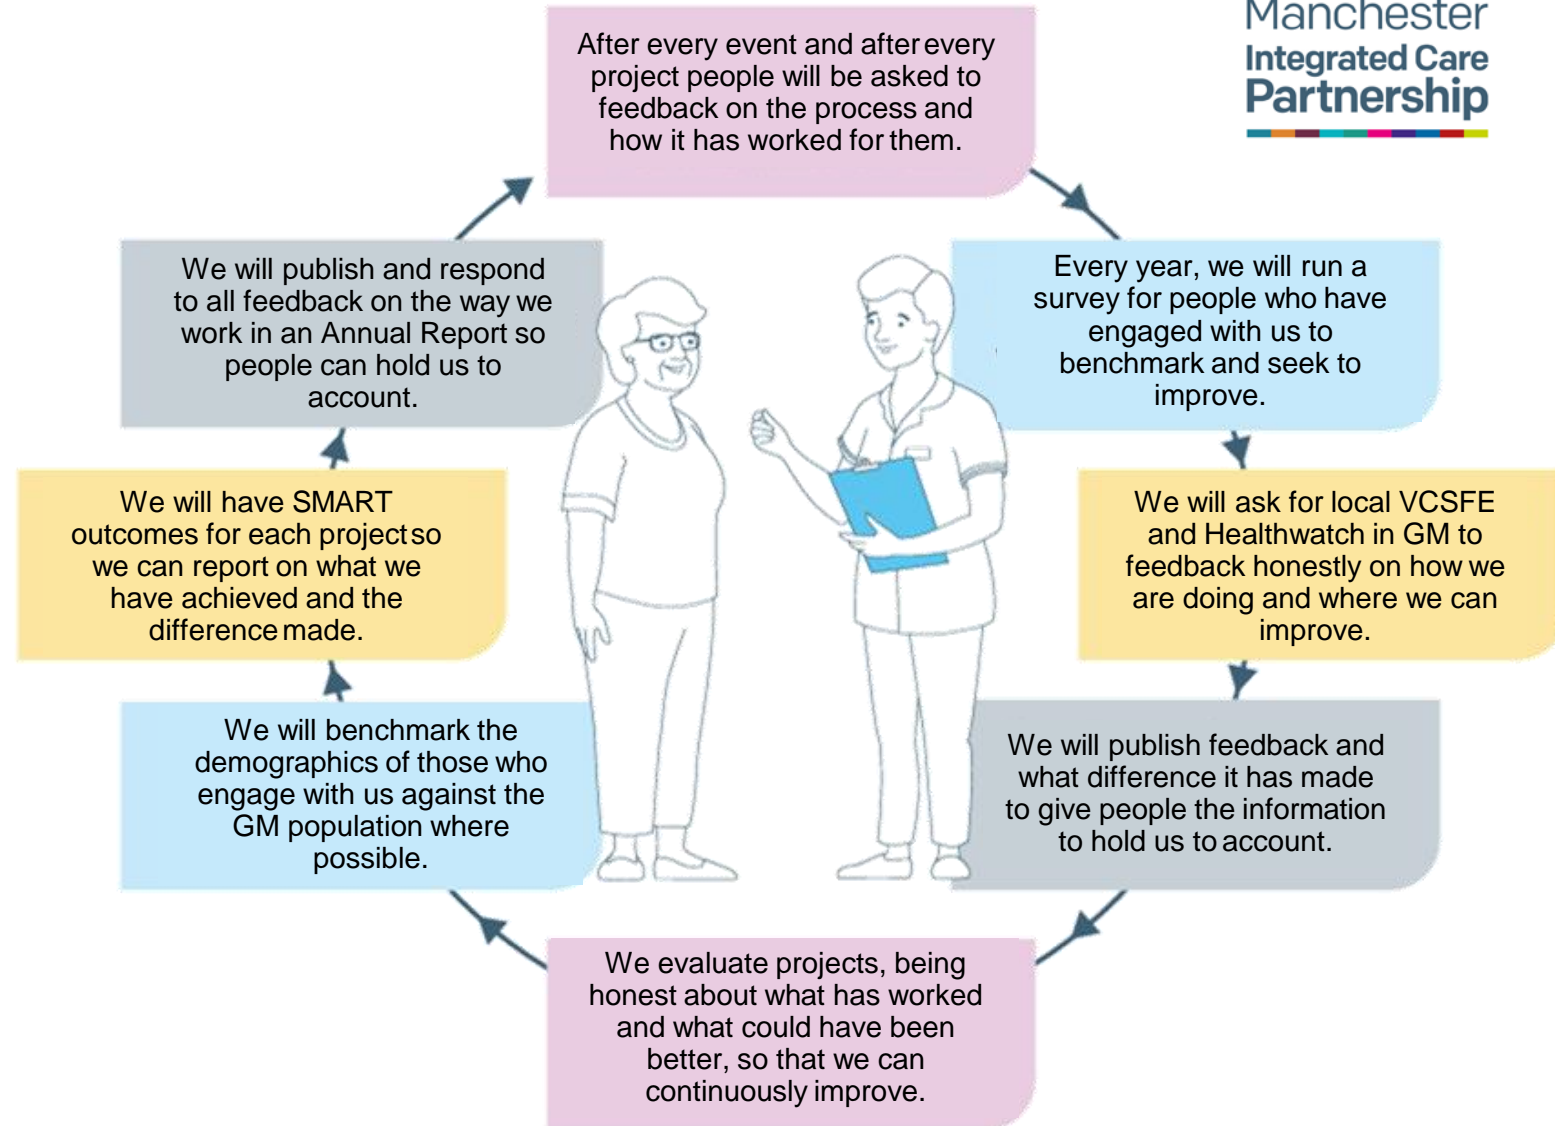 Manchester
Integrated Care
Partnership
After every event and after every
project people will be asked to
feedback on the process and
how it has worked for them.
Every year, we will run a
survey for people who have
engaged with us to
benchmark and seek to
improve.
We will ask for local VCSFE
and Healthwatch in GM to
feedback honestly on how we
are doing and where we can
improve.
We will publish feedback and
what difference it has made
to give people the information
to hold us to account.
We evaluate projects, being
honest about what has worked
and what could have been
better, so that we can
continuously improve.
We will benchmark the
demographics of those who
engage with us against the
GM population where
possible.
We will have SMART
outcomes for each project so
we can report on what we
have achieved and the
difference made.
We will publish and respond
to all feedback on the way we
work in an Annual Report so
people can hold us to
account.